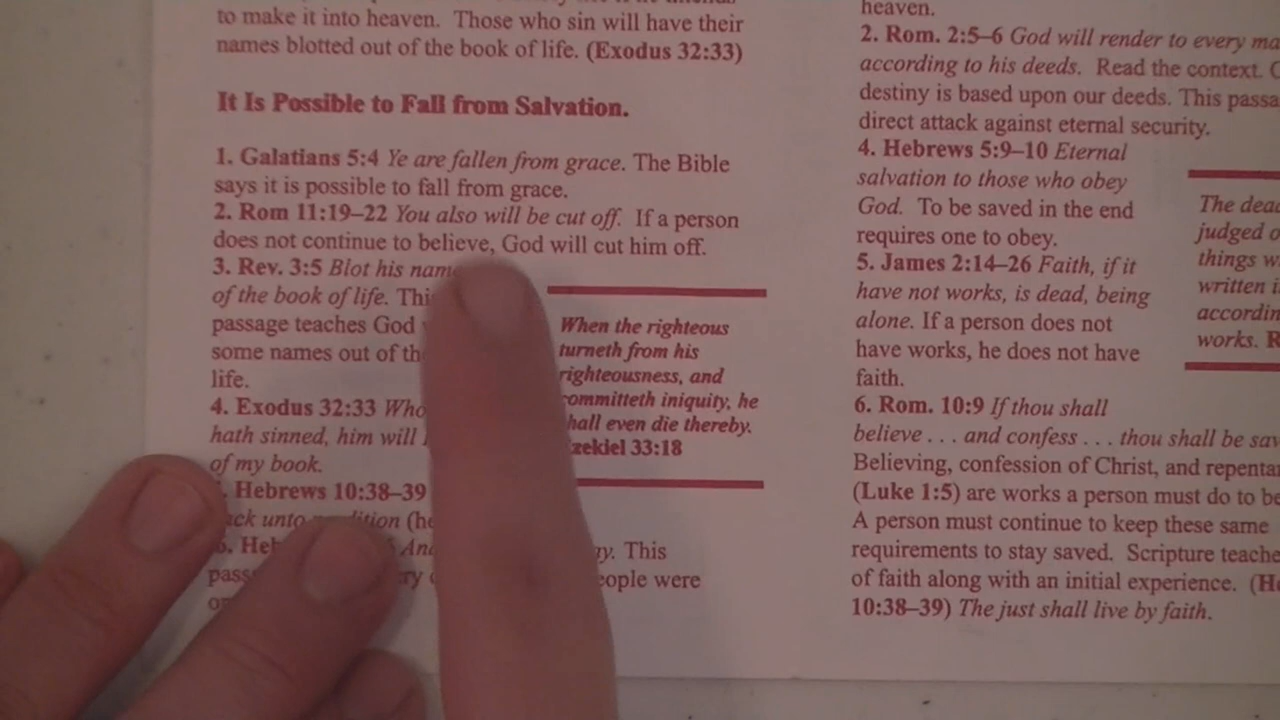 to make it into heaven. Those who sin will have their
names blotted out of the book of life. (Exodus 32:33)
It Is Possible to Fall from Salvation.
1. Galatians 5:4 Ye are fallen from grace. The Bible
says it is possible to fall from grace.
2. Rom 11:19–22 You also will be cut off. If a person
does not continue to believe, God will cut him off.
3. Rev. 3:5 Blot his name
of the book of life.
passage teaches God
some names out of
life.
4. Exodus 32:33
hath sinned, him will
of my book.
Hebrews 10:38–39
unto (
6.
This
people were
When the righteous
turneth from his
righteousness, and
committeth iniquity, he
shall even die thereby.
Ezekiel 33:18
heaven.
2. Rom. 2:5–6 God will render to every
according to his deeds. Read the context.
destiny is based upon our deeds. This
direct attack against eternal security.
4. Hebrews 5:9–10 Eternal
salvation to those who obey
God. To be saved in the end
requires one to obey.
5. James 2:14–26 Faith, if it
have not works, is dead, being
alone. If a person does not
have works, he does not have
faith.
6. Rom. 10:9 If thou shall
believe . . . and confess . . . thou shall be
Believing, confession of Christ, and
(Luke 1:5) are works a person must do to
A person must continue to keep these same
requirements to stay saved. Scripture
of faith along with an initial experience.
10:38–39) The just shall live by faith.
The
judged
things
written
works.